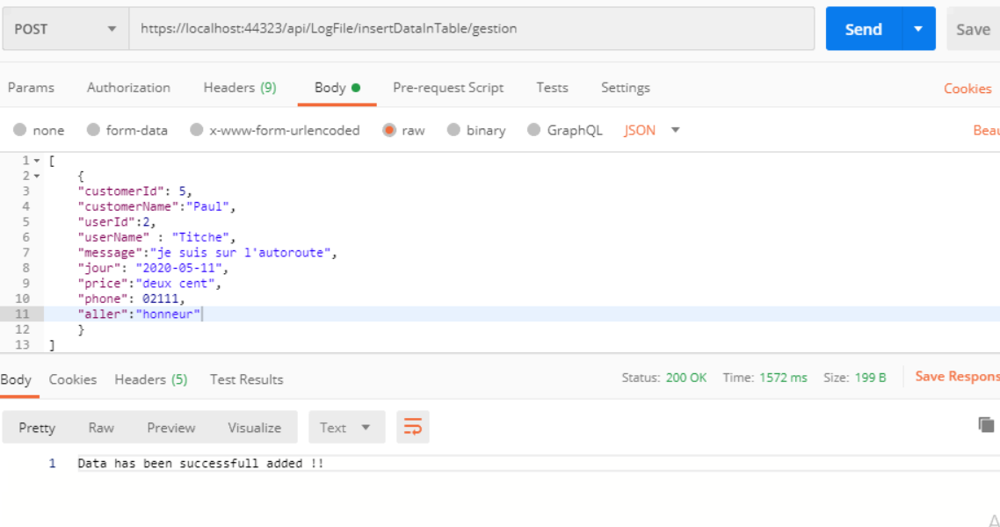 POST https://localhost:44323/api/LogFile/insertDataInTable/gestion Send Save
Params Authorization Headers (9) Body Pre-request Script Tests Settings Cookies
none form-data x-www-form-urlencoded raw binary GraphQL JSON Beau
1 [
2 {
3 "customerId": 5,
4 "customerName":"Paul",
5 "userId":2,
6 "userName" : "Titche",
7 "message":"je suis sur l'autoroute",
8 "jour": "2020-05-11",
9 "price":"deux cent",
10 "phone": 02111,
11 "aller":"honneur"
12 }
13 ]
Body Cookies Headers (5) Test Results Status: 200 OK Time: 1572 ms Size: 199 B Save Respons
Pretty Raw Preview Visualize Text
1 Data has been successfull added !!
A